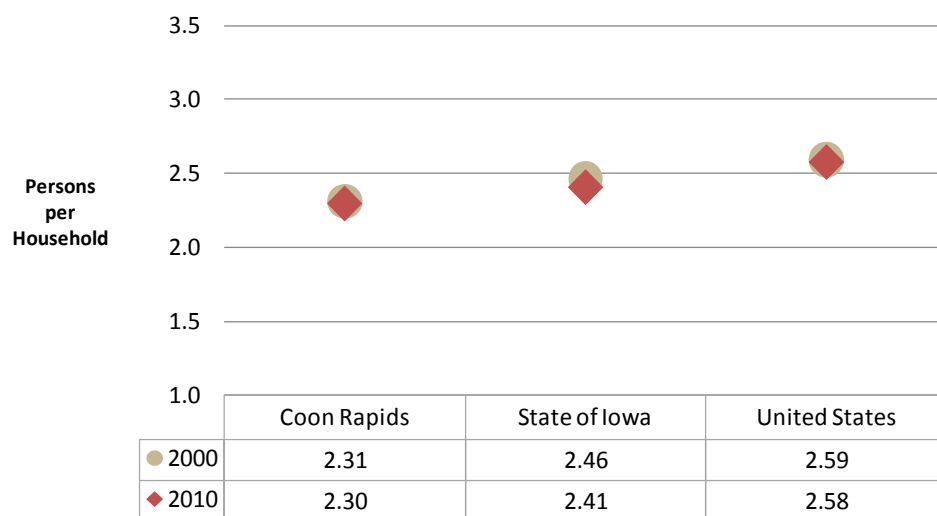 3.5
3.0
2.5
Persons
per
Household
2.0
1.5
1.0
Coon Rapids State of Iowa United States
2000 2.31 2.46 2.59
2010 2.30 2.41 2.58